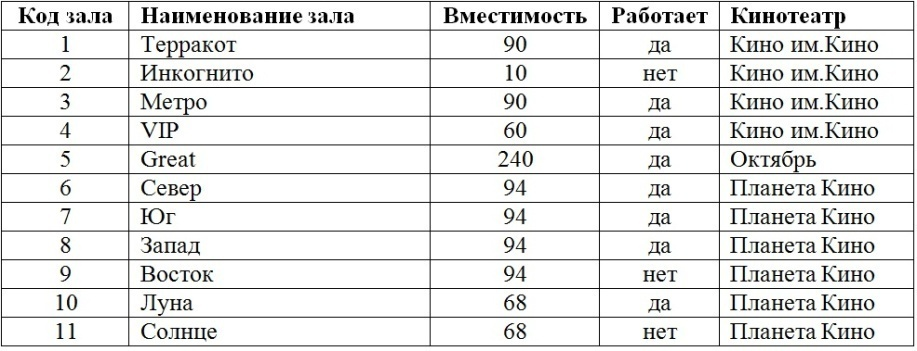 Код зала Наименование зала Вместимость Работает Кинотеатр
1 Терракот 90 да Кино им.Кино
2 Инкогнито 10 нет Кино им.Кино
3 Метро 90 да Кино им.Кино
4 VIP 60 да Кино им.Кино
5 Great 240 да Октябрь
6 Север 94 да Планета Кино
7 Юг 94 да Планета Кино
8 Запад 94 да Планета Кино
9 Восток 94 нет Планета Кино
10 Луна 68 да Планета Кино
11 Солнце 68 нет Планета Кино